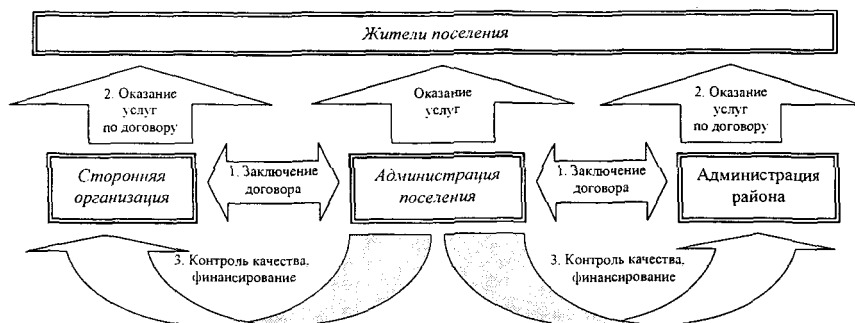 Жители поселения
2. Оказание
услуг
по договору
Оказание
услуг
2. Оказание
услуг
по договору
Сторонняя
организация
1. Заключение
договора
Администрация
поселения
1. Заключение
договора
Администрация
района
3. Контроль качества,
финансирование
3. Контроль качества,
финансирование